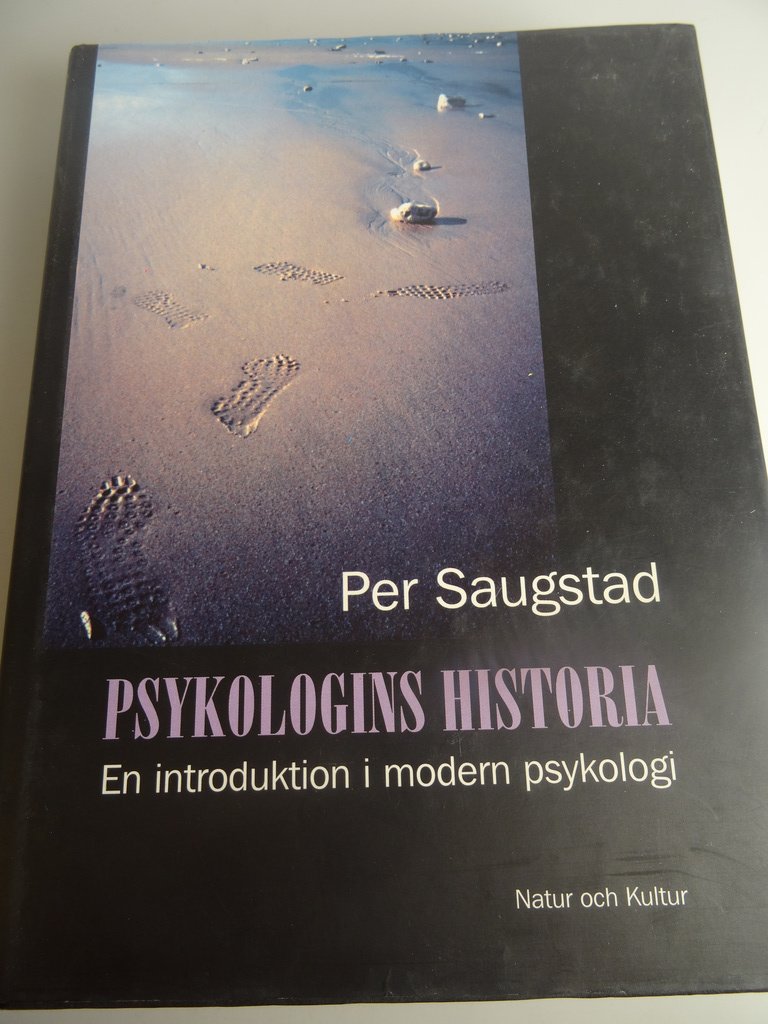 Per Saugstad
PSYKOLOGINS HISTORIA
En introduktion i modern psykologi
Natur och Kultur